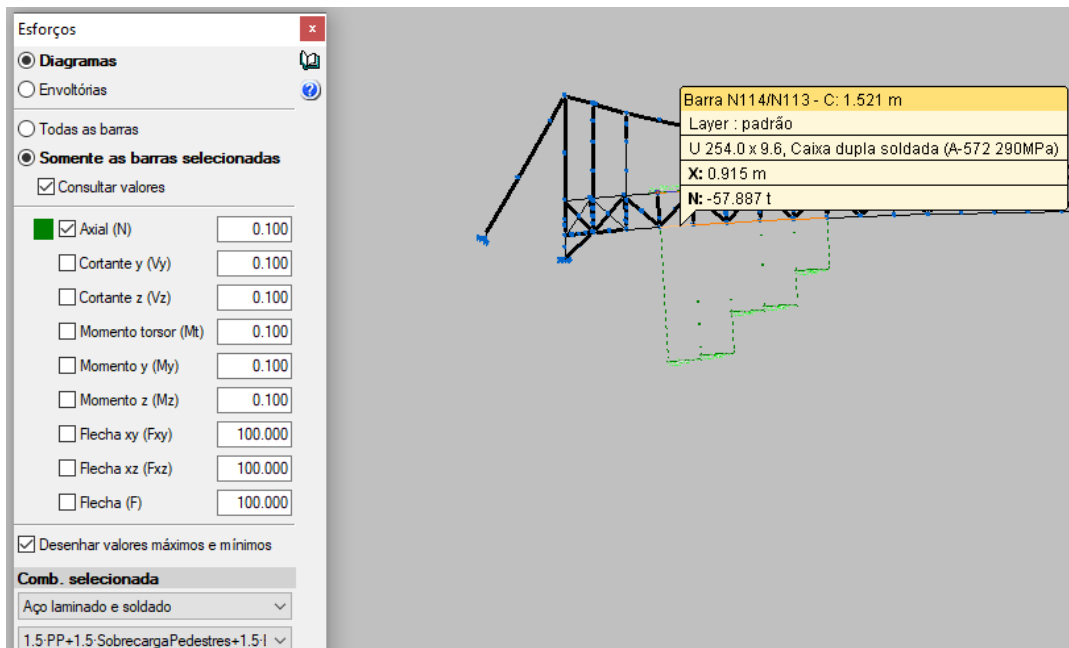 Esforços
x
Diagramas
Envoltórias
?
Todas as barras
Somente as barras selecionadas
Consultar valores
Axial (N) 0.100
Cortante y (Vy) 0.100
Cortante z (Vz) 0.100
Momento torsor (Mt) 0.100
Momento y (My) 0.100
Momento z (Mz) 0.100
Flecha xy (Fxy) 100.000
Flecha xz (Fxz) 100.000
Flecha (F) 100.000
Desenhar valores máximos e mínimos
Comb. selecionada
Aço laminado e soldado
1.5·PP+1.5·SobrecargaPedestres+1.5·
Barra N114/N113 - C: 1.521 m
Layer : padrão
U 254.0 x 9.6, Caixa dupla soldada (A-572 290MPa)
X: 0.915 m
N: -57.887 t